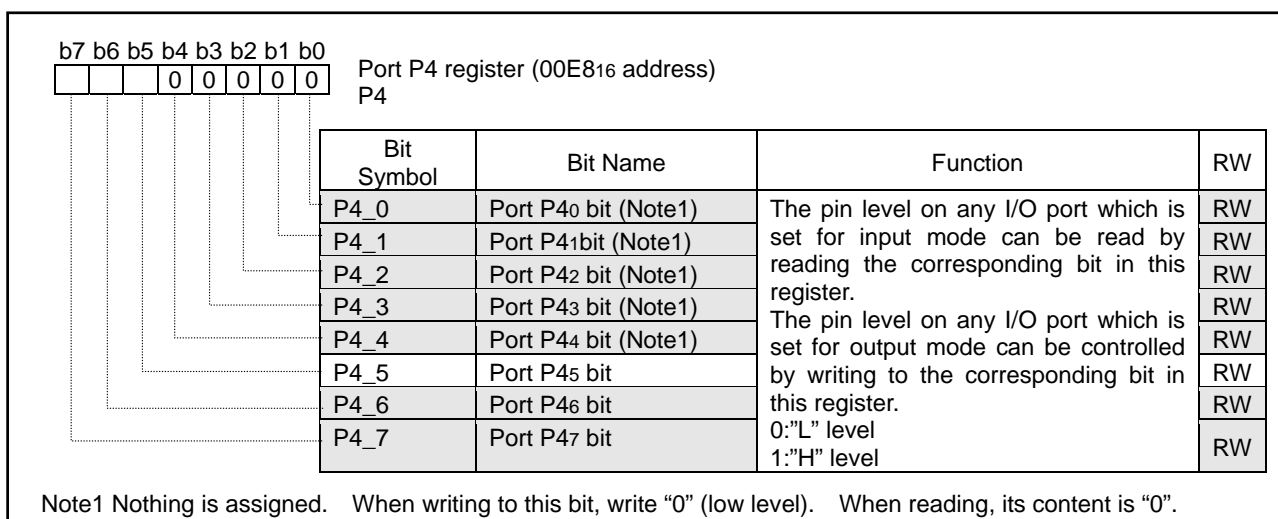 b7 b6 b5 b4 b3 b2 b1 b0
0 0 0 0 0
Port P4 register (00E816 address)
P4
Bit Symbol Bit Name Function RW
P4_0 Port P40 bit (Note1) RW
P4_1 Port P41bit (Note1) RW
P4_2 Port P42 bit (Note1) RW
P4_3 Port P43 bit (Note1) RW
P4_4 Port P44 bit (Note1) RW
P4_5 Port P45 bit RW
P4_6 Port P46 bit RW
P4_7 Port P47 bit RW
The pin level on any I/O port which is
set for input mode can be read by
reading the corresponding bit in this
register.
The pin level on any I/O port which is
set for output mode can be controlled
by writing to the corresponding bit in
this register.
0:”L” level
1:”H” level
Note1 Nothing is assigned. When writing to this bit, write “0” (low level). When reading, its content is “0”.